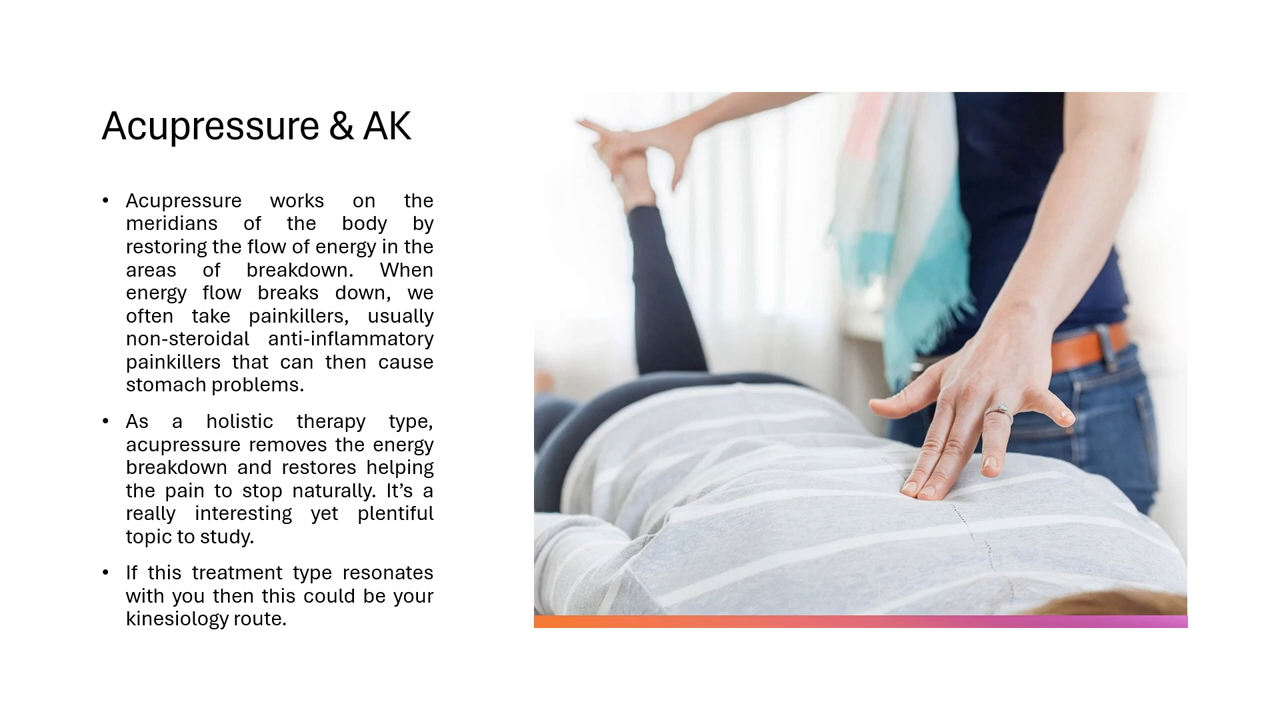 Acupressure & AK
• Acupressure works on the
meridians of the body by
restoring the flow of energy in the
areas of breakdown. When
energy flow breaks down, we
often take painkillers, usually
non-steroidal anti-inflammatory
painkillers that can then cause
stomach problems.
• As a holistic therapy type,
acupressure removes the energy
breakdown and restores helping
the pain to stop naturally. It’s a
really interesting yet plentiful
topic to study.
• If this treatment type resonates
with you then this could be your
kinesiology route.